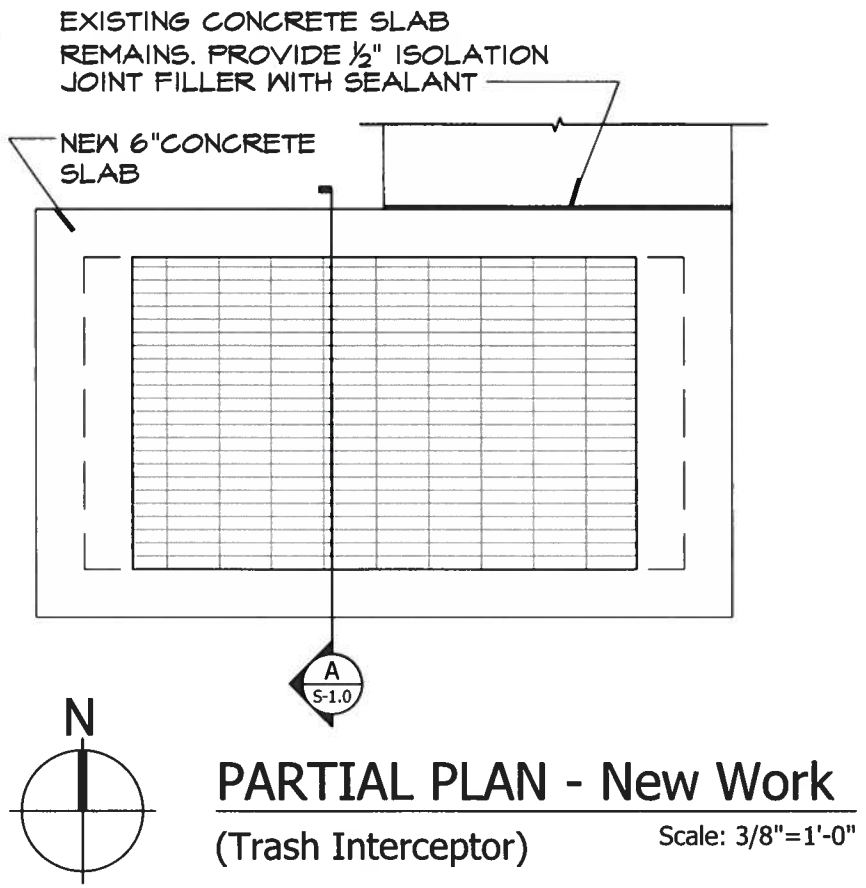 EXISTING CONCRETE SLAB
REMAINS. PROVIDE ½" ISOLATION
JOINT FILLER WITH SEALANT
NEW 6"CONCRETE
SLAB
A
S-1.0
N
PARTIAL PLAN - New Work
(Trash Interceptor)
Scale: 3/8"=1'-0"